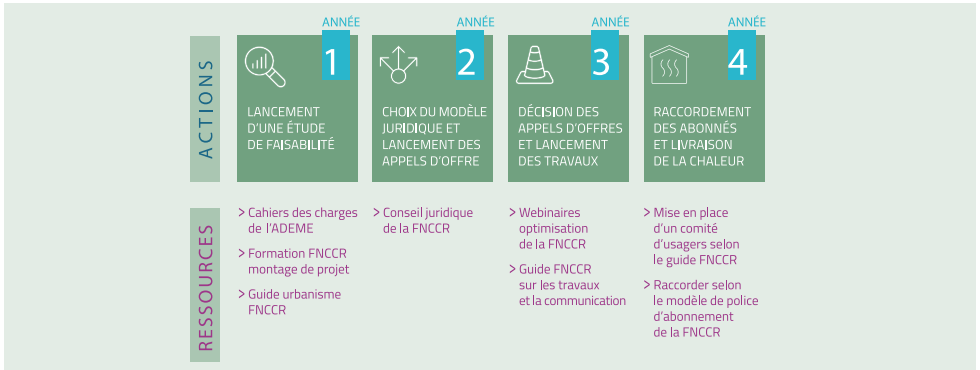 ACTIONS
ANNÉE
1
LANCEMENT
D'UNE ÉTUDE
DE FAISABILITÉ
ANNÉE
2
CHOIX DU MODÈLE
JURIDIQUE ET
LANCEMENT DES
APPELS D'OFFRE
ANNÉE
3
DÉCISION DES
APPELS D'OFFRES
ET LANCEMENT
DES TRAVAUX
ANNÉE
4
RACCORDEMENT
DES ABONNÉS
ET LIVRAISON
DE LA CHALEUR
RESSOURCES
> Cahiers des charges
de l'ADEME
> Formation FNCCR
montage de projet
> Guide urbanisme
FNCCR
> Conseil juridique
de la FNCCR
> Webinaires
optimisation
de la FNCCR
> Guide FNCCR
sur les travaux
et la communication
> Mise en place
d'un comité
d'usagers selon
le guide FNCCR
> Raccorder selon
le modèle de police
d'abonnement
de la FNCCR